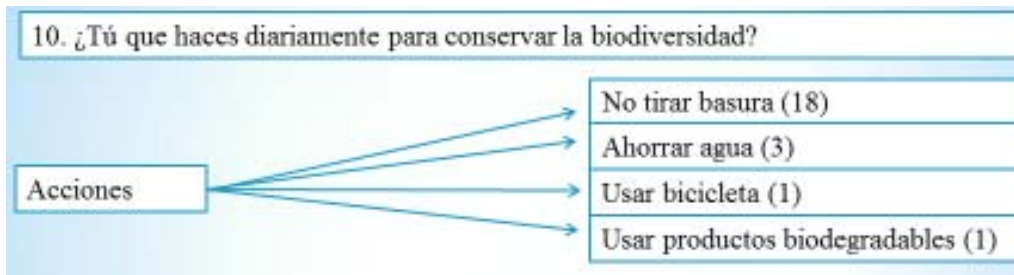 10. ¿Tú que haces diariamente para conservar la biodiversidad?
Acciones
No tirar basura (18)
Ahorrar agua (3)
Usar bicicleta (1)
Usar productos biodegradables (1)